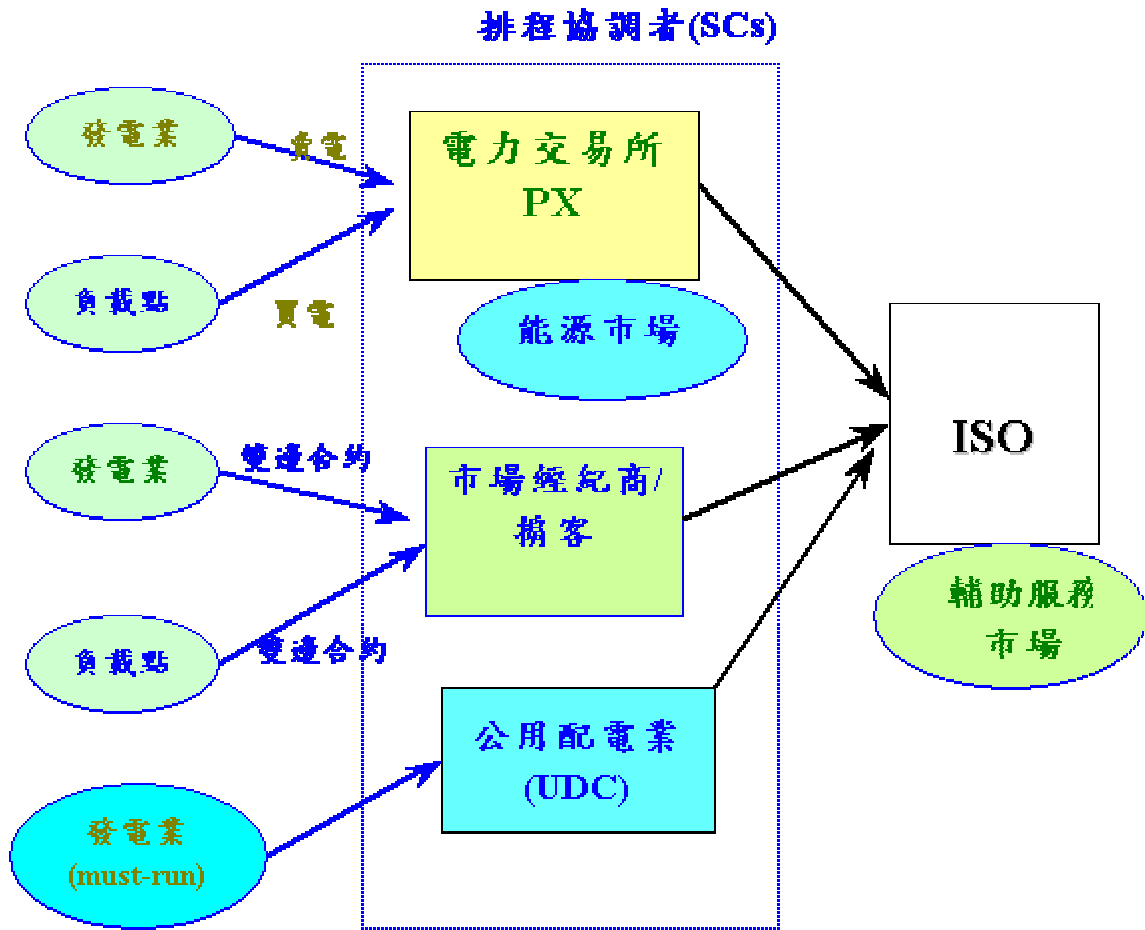 排程協調者(SCs)
發電業
賣電
電力交易所
PX
負載點
買電
能源市場
ISO
發電業
雙邊合約
市場經紀商/
掮客
輔助服務
市場
負載點
雙邊合約
公用配電業
(UDC)
發電業
(must-run)